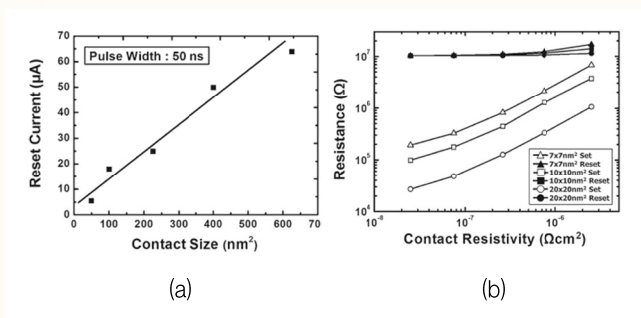 70
60
50
40
30
20
10
0
Reset Current (μA)
Pulse Width : 50 ns
0 100 200 300 400 500 600 70
Contact Size (nm²)
(a)
(b)
10⁷
10⁶
10⁵
10⁴
Resistance (Ω)
7x7nm² Set
7x7nm² Reset
10x10nm² Set
10x10nm² Reset
20x20nm² Set
20x20nm² Reset
10⁻⁸ 10⁻⁷ 10⁻⁶
Contact Resistivity (Ωcm²)
(b)